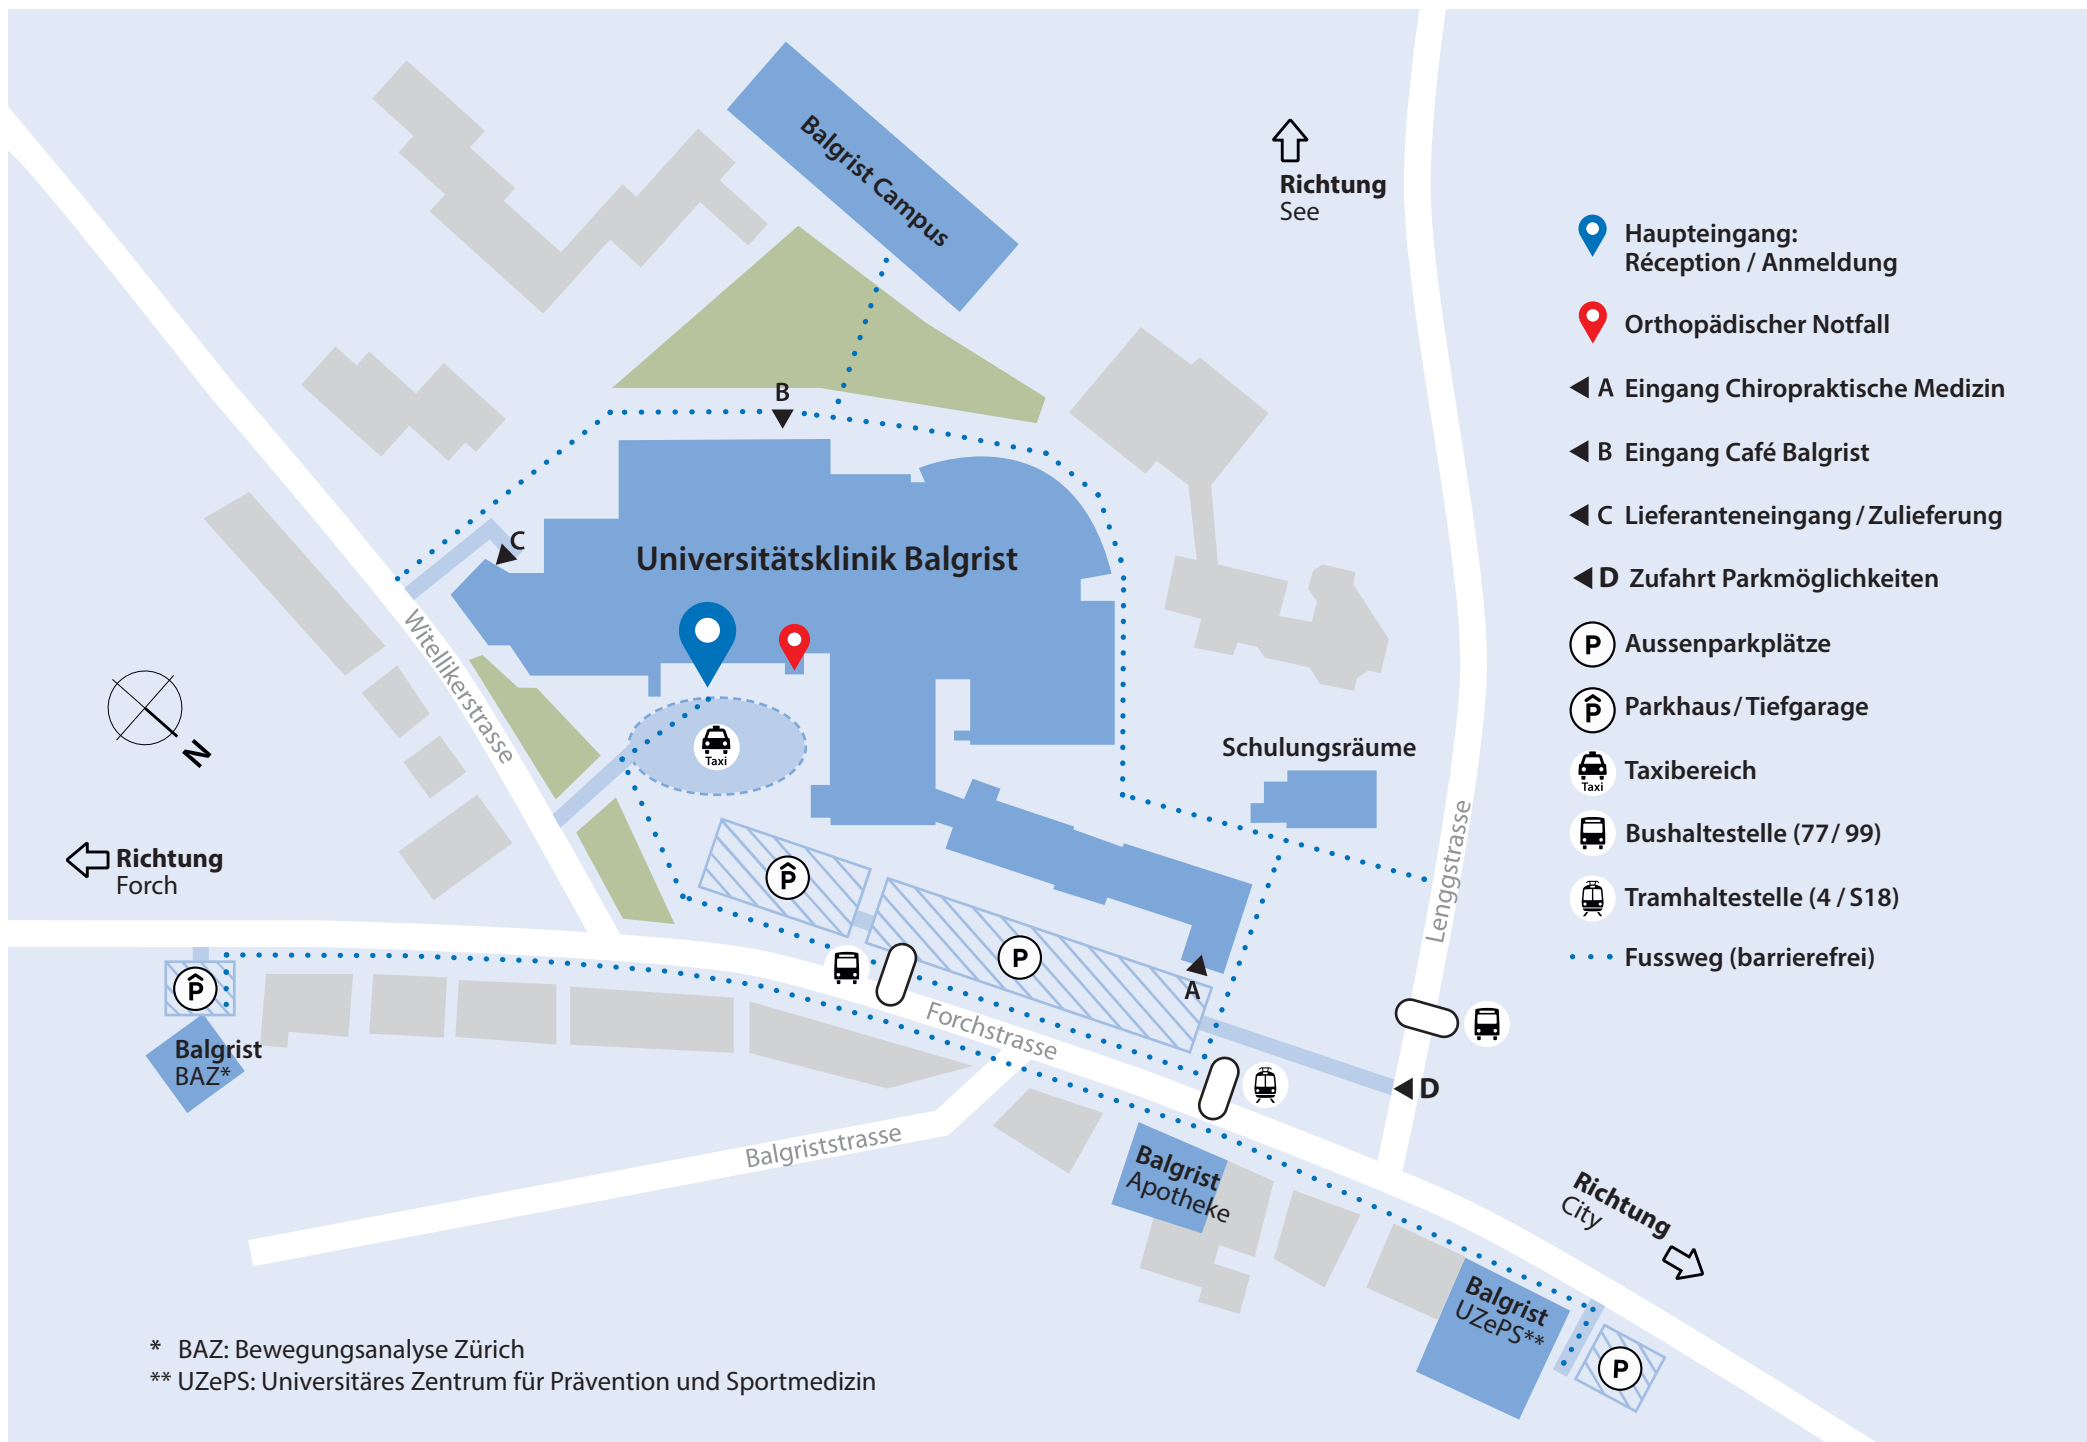 Balgrist Campus
Richtung
See
Haupteingang:
Réception / Anmeldung
Orthopädischer Notfall
A Eingang Chiropraktische Medizin
B Eingang Café Balgrist
C Lieferanteneingang / Zulieferung
D Zufahrt Parkmöglichkeiten
P Aussenparkplätze
P Parkhaus / Tiefgarage
Taxi Taxibereich
Bushaltestelle (77 / 99)
Tramhaltestelle (4 / S18)
Fussweg (barrierefrei)
B
C
Universitätsklinik Balgrist
Witellikerstrasse
N
Taxi
Schulungsräume
Richtung
Forch
P
P
Lenggstrasse
A
P
Forchstrasse
Balgrist
BAZ*
D
Balgriststrasse
Balgrist
Apotheke
Richtung
City
Balgrist
UZePS**
P
* BAZ: Bewegungsanalyse Zürich
** UZePS: Universitäres Zentrum für Prävention und Sportmedizin